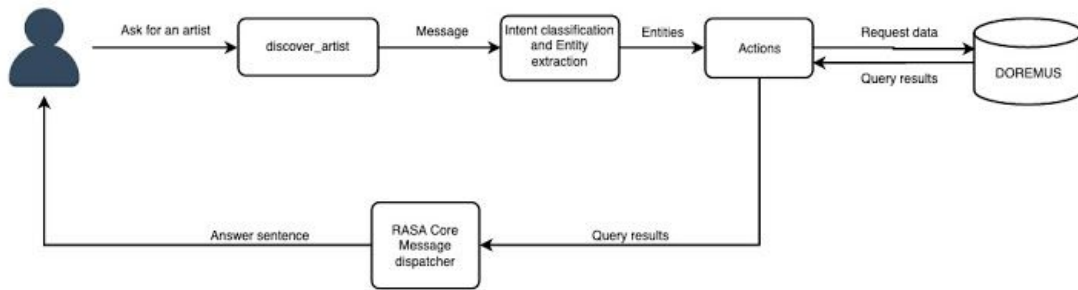 Ask for an artist
discover_artist
Message
Intent classification
and Entity
extraction
Entities
Actions
Request data
Query results
DOREMUS
Answer sentence
RASA Core
Message
dispatcher
Query results